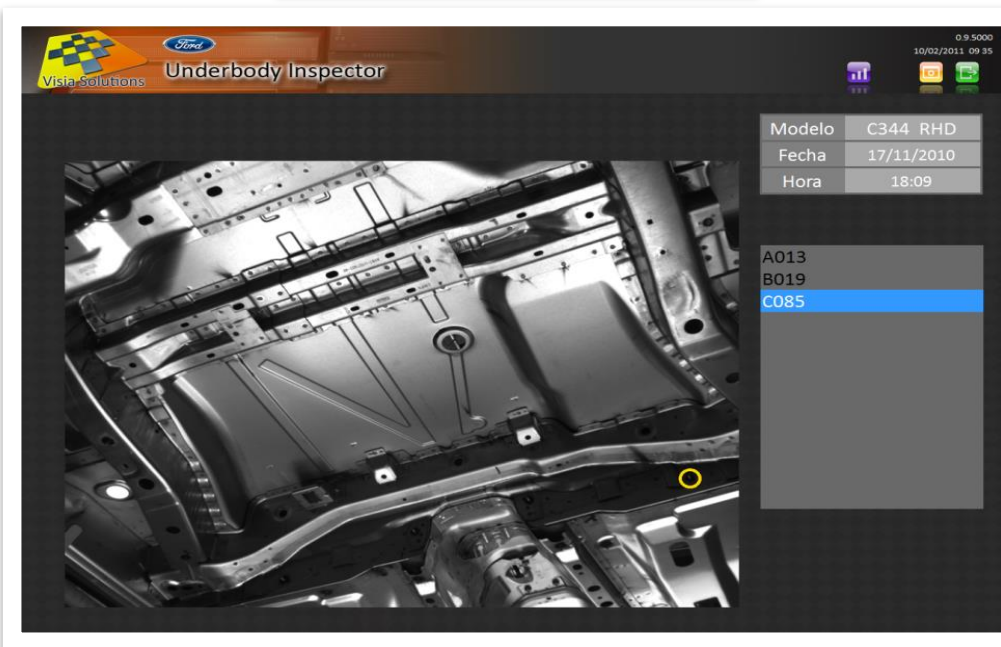 Ford
Visia Solutions
Underbody Inspector
0.9.5000
10/02/2011 09 35
Modelo C344 RHD
Fecha 17/11/2010
Hora 18:09
A013
B019
C085